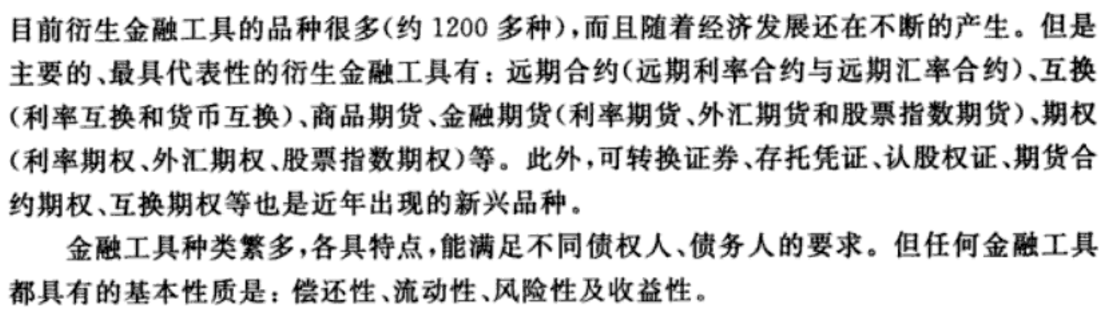 目前衍生金融工具的品种很多(约 1200 多种),而且随着经济发展还在不断的产生。但是
主要的、最具代表性的衍生金融工具有：远期合约(远期利率合约与远期汇率合约)、互换
(利率互换和货币互换)、商品期货、金融期货(利率期货、外汇期货和股票指数期货)、期权
(利率期权、外汇期权、股票指数期权)等。此外,可转换证券、存托凭证、认股权证、期货合
约期权、互换期权等也是近年出现的新兴品种。
金融工具种类繁多,各具特点,能满足不同债权人、债务人的要求。但任何金融工具
都具有的基本性质是：偿还性、流动性、风险性及收益性。